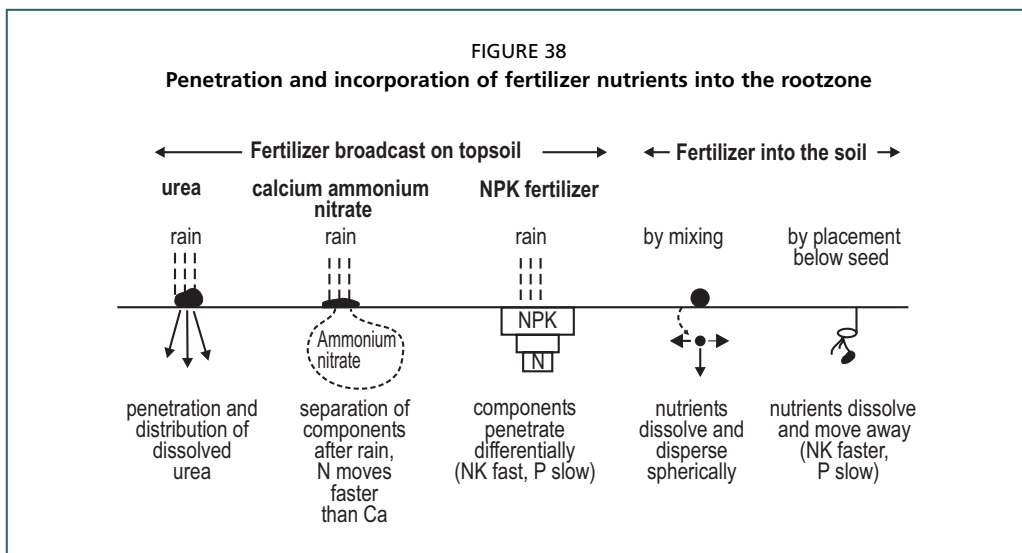 FIGURE 38
Penetration and incorporation of fertilizer nutrients into the rootzone
Fertilizer broadcast on topsoil
Fertilizer into the soil
urea
calcium ammonium
nitrate
NPK fertilizer
rain
rain
rain
by mixing
by placement
below seed
Ammonium
nitrate
NPK
N
penetration and
distribution of
dissolved
urea
separation of
components
after rain,
N moves
faster
than Ca
components
penetrate
differentially
(NK fast, P slow)
nutrients
dissolve and
disperse
spherically
nutrients dissolve
and move away
(NK faster,
P slow)